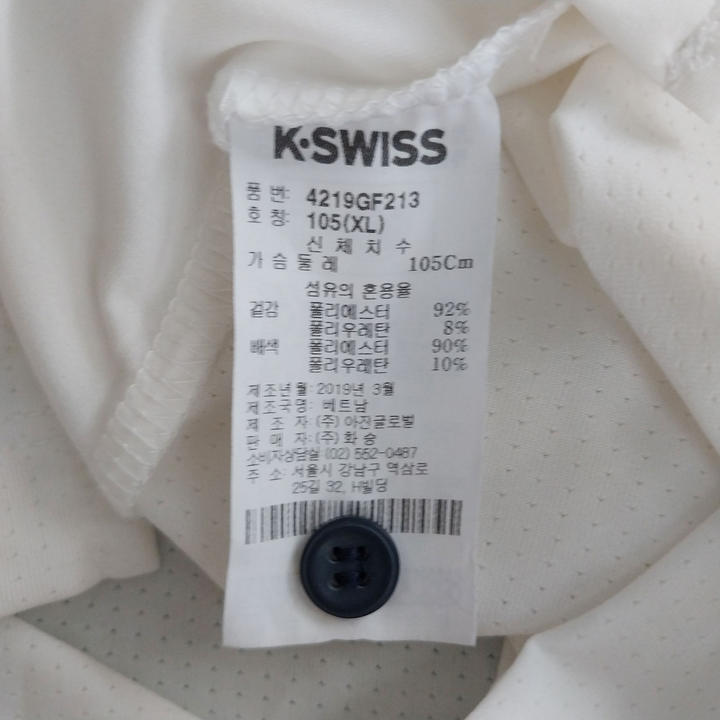 K·SWISS
품 번: 4219GF213
호 칭: 105(XL)
신 체 치 수
가 슴 둘 레 105Cm
섬유의 혼용율
겉감 폴리에스터 92%
폴리우레탄 8%
배색 폴리에스터 90%
폴리우레탄 10%
제조년월: 2019년 3월
제조국명: 베트남
제 조 자: (주) 아진글로벌
판 매 자: (주) 화 승
소비자상담실 (02) 552-0487
주 소: 서울시 강남구 역삼로
25길 32, H빌딩